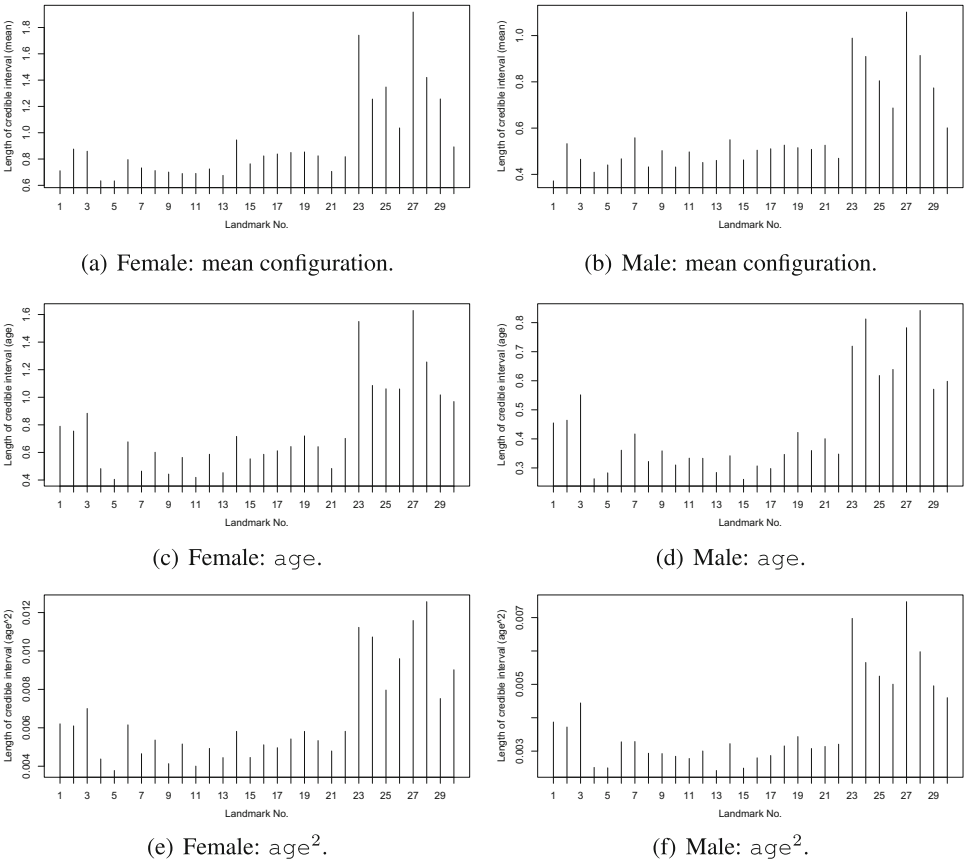 Length of credible interval (mean)
0.6 0.8 1.0 1.2 1.4 1.6 1.8
1 3 5 7 9 11 13 15 17 19 21 23 25 27 29
Landmark No.
(a) Female: mean configuration.
Length of credible interval (mean)
0.4 0.6 0.8 1.0
1 3 5 7 9 11 13 15 17 19 21 23 25 27 29
Landmark No.
(b) Male: mean configuration.
Length of credible interval (age)
0.4 0.6 0.8 1.0 1.2 1.4 1.6
1 3 5 7 9 11 13 15 17 19 21 23 25 27 29
Landmark No.
(c) Female: age.
Length of credible interval (age)
0.3 0.4 0.5 0.6 0.7 0.8
1 3 5 7 9 11 13 15 17 19 21 23 25 27 29
Landmark No.
(d) Male: age.
Length of credible interval (age^2)
0.004 0.006 0.008 0.010 0.012
1 3 5 7 9 11 13 15 17 19 21 23 25 27 29
Landmark No.
(e) Female: age².
Length of credible interval (age^2)
0.003 0.005 0.007
1 3 5 7 9 11 13 15 17 19 21 23 25 27 29
Landmark No.
(f) Male: age².